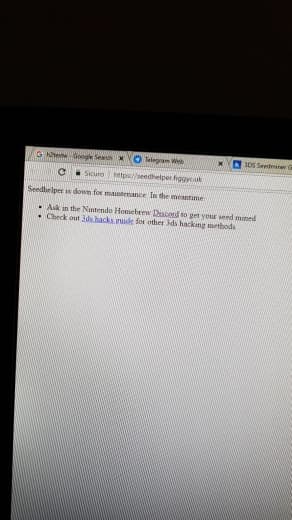 Google Search × Telegram Web × 3DS Seedminer G
Sicuro https://seedhelper.figgyc.uk
Seedhelper is down for maintenance. In the meantime:
• Ask in the Nintendo Homebrew Discord to get your seed mined
• Check out 3ds.hacks.guide for other 3ds hacking methods